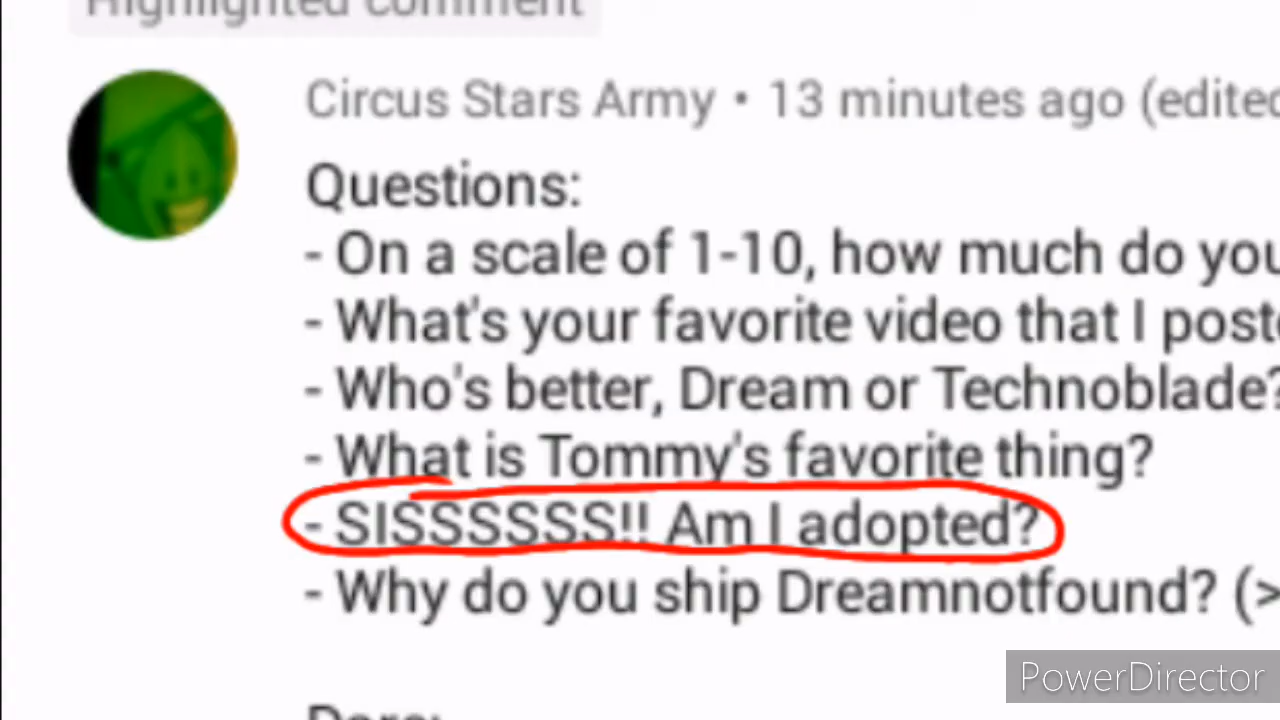 Highlighted comment
Circus Stars Army • 13 minutes ago (edited
Questions:
- On a scale of 1-10, how much do you
- What's your favorite video that I poste
- Who's better, Dream or Technoblade?
- What is Tommy's favorite thing?
- SISSSSSS!! Am I adopted?
- Why do you ship Dreamnotfound? (>
PowerDirector